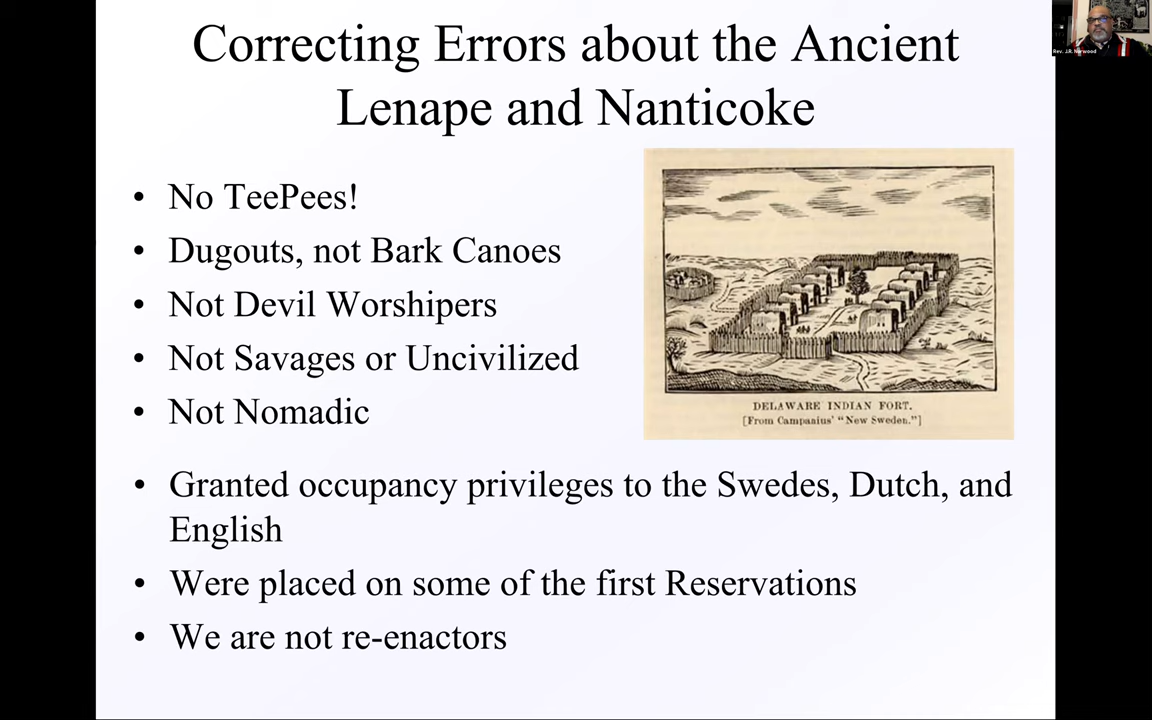 Correcting Errors about the Ancient
Lenape and Nanticoke
• No TeePees!
• Dugouts, not Bark Canoes
• Not Devil Worshipers
• Not Savages or Uncivilized
• Not Nomadic
DELAWARE INDIAN FORT.
[From Campanius' "New Sweden."]
• Granted occupancy privileges to the Swedes, Dutch, and
English
• Were placed on some of the first Reservations
• We are not re-enactors
Rev. J.R. Norwood